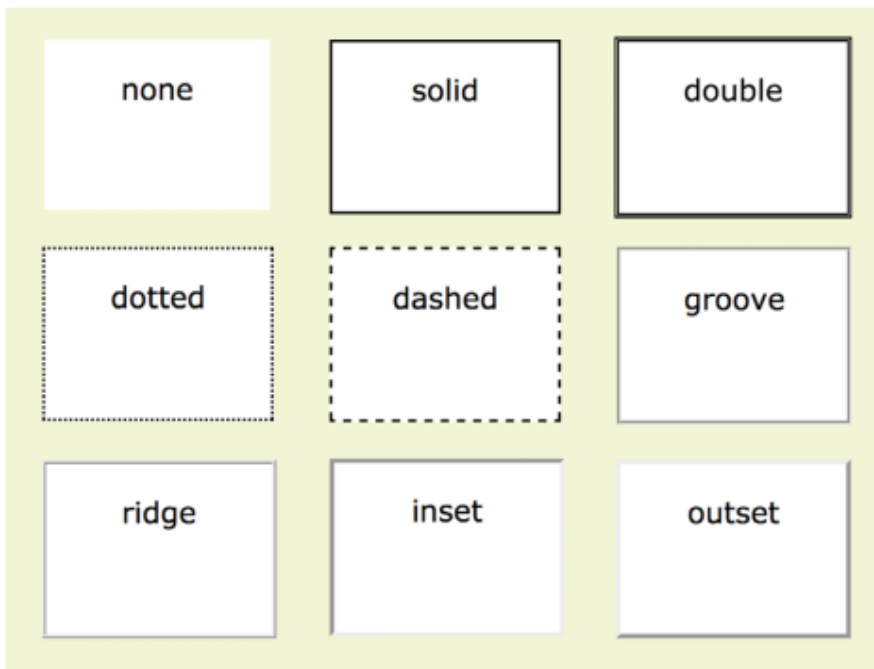 none
solid
double
dotted
dashed
groove
ridge
inset
outset